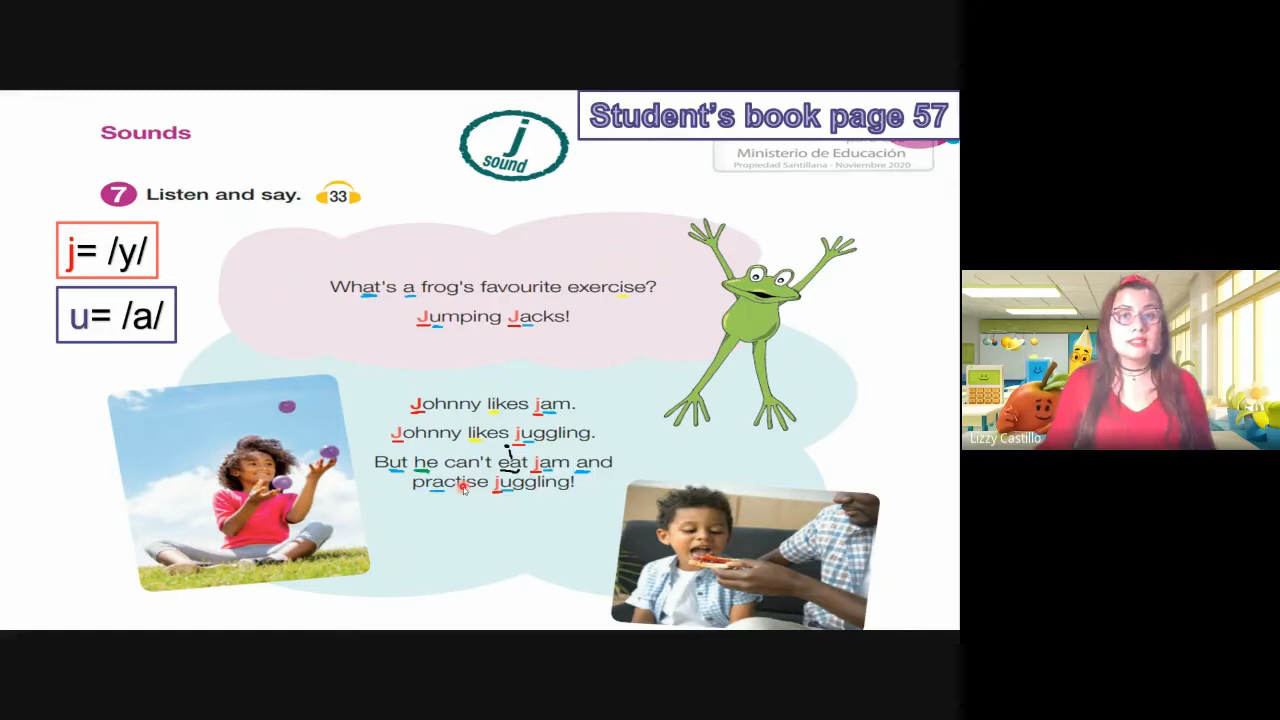 Student's book page 57
Sounds
j
sound
Ministerio de Educación
Propiedad Santillana - Noviembre 2020
7 Listen and say. 33
j= /y/
u= /a/
What's a frog's favourite exercise?
Jumping Jacks!
Johnny likes jam.
Johnny likes juggling.
i
But he can't eat jam and
practise juggling!
Lizzy Castillo